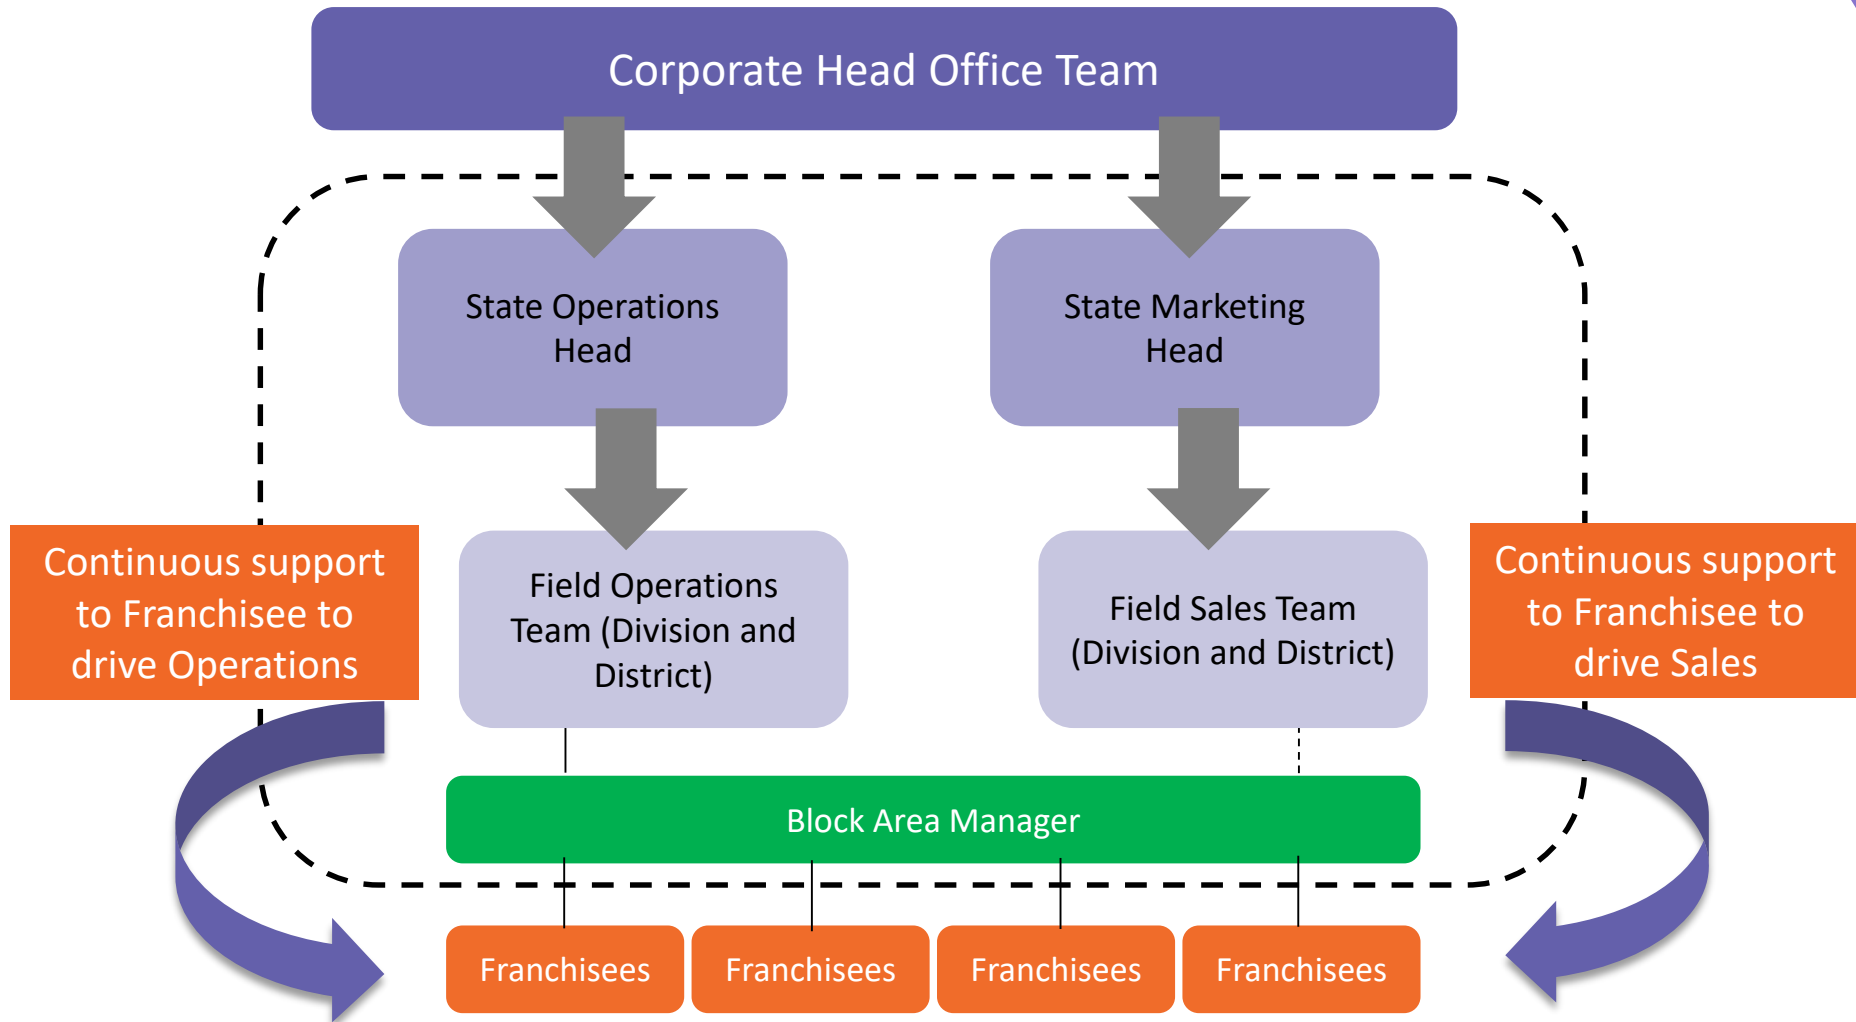 Corporate Head Office Team
State Operations
Head
State Marketing
Head
Continuous support
to Franchisee to
drive Operations
Field Operations
Team (Division and
District)
Field Sales Team
(Division and District)
Continuous support
to Franchisee to
drive Sales
Block Area Manager
Franchisees
Franchisees
Franchisees
Franchisees